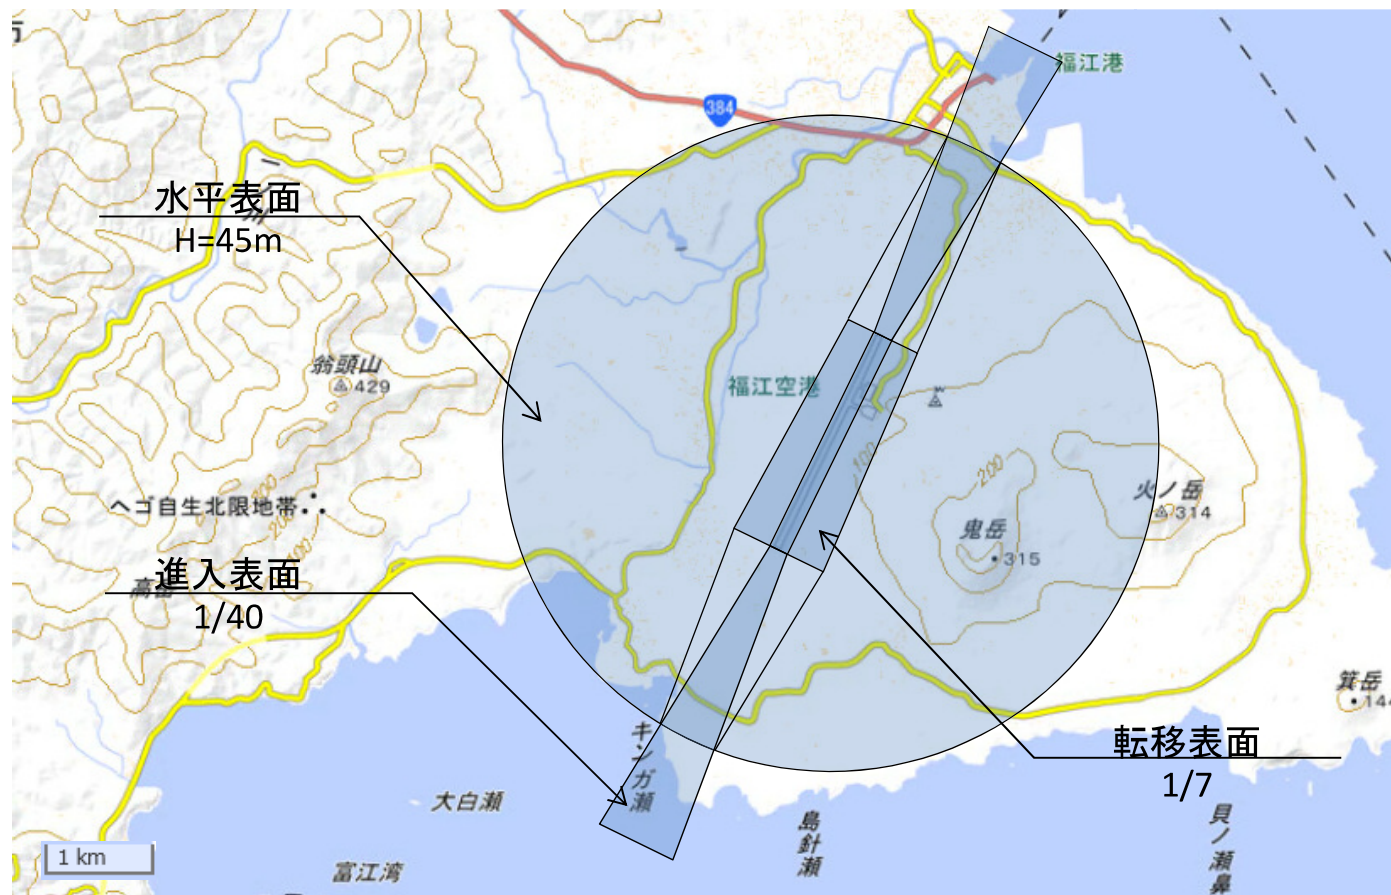 福江港
384
水平表面
H=45m
翁頭山
429
福江空港
100
200
火ノ岳
314
ヘゴ自生北限地帯
鬼岳
315
進入表面
1/40
箕岳
144
キンガ瀬
転移表面
1/7
大白瀬
島針瀬
貝ノ瀬鼻
1 km
富江湾